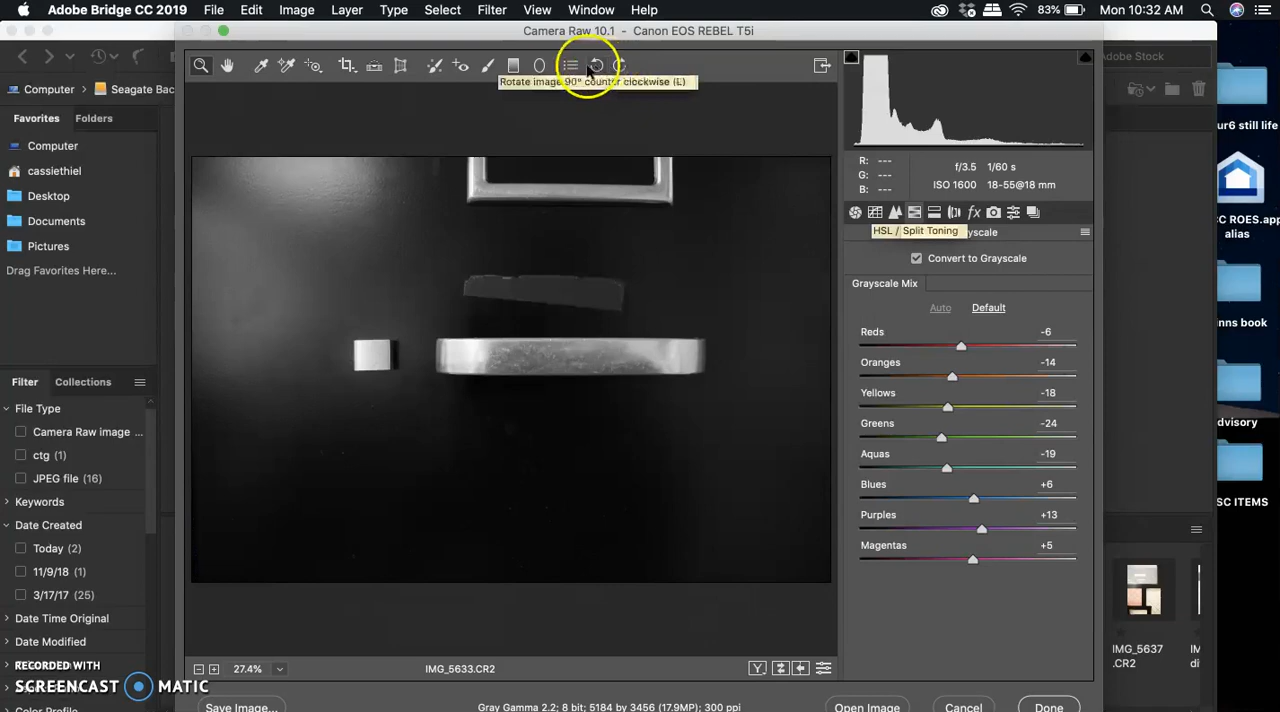 Adobe Bridge CC 2019 File Edit Image Layer Type Select Filter View Window Help 83% Mon 10:32 AM
Camera Raw 10.1 - Canon EOS REBEL T5i
Rotate image 90° counter clockwise (L)
Computer Seagate Bac
Favorites Folders
Computer
cassiethiel
Desktop
Documents
Pictures
Drag Favorites Here...
Filter Collections
File Type
Camera Raw image ...
ctg (1)
JPEG file (16)
Keywords
Date Created
Today (2)
11/9/18 (1)
3/17/17 (25)
Date Time Original
Date Modified
RECORDED WITH
SCREENCAST MATIC
R: ---
G: ---
B: ---
f/3.5 1/60 s
ISO 1600 18-55@18 mm
HSL / Split Toning
yscale
Convert to Grayscale
Grayscale Mix
Auto Default
Reds -6
Oranges -14
Yellows -18
Greens -24
Aquas -19
Blues +6
Purples +13
Magentas +5
27.4% IMG_5633.CR2
Save Image... Gray Gamma 2.2; 8 bit; 5184 by 3456 (17.9MP); 300 ppi Open Image Cancel Done
ur6 still life
CC ROES.app
alias
inns book
dvisory
SC ITEMS
IMG_5637
.CR2